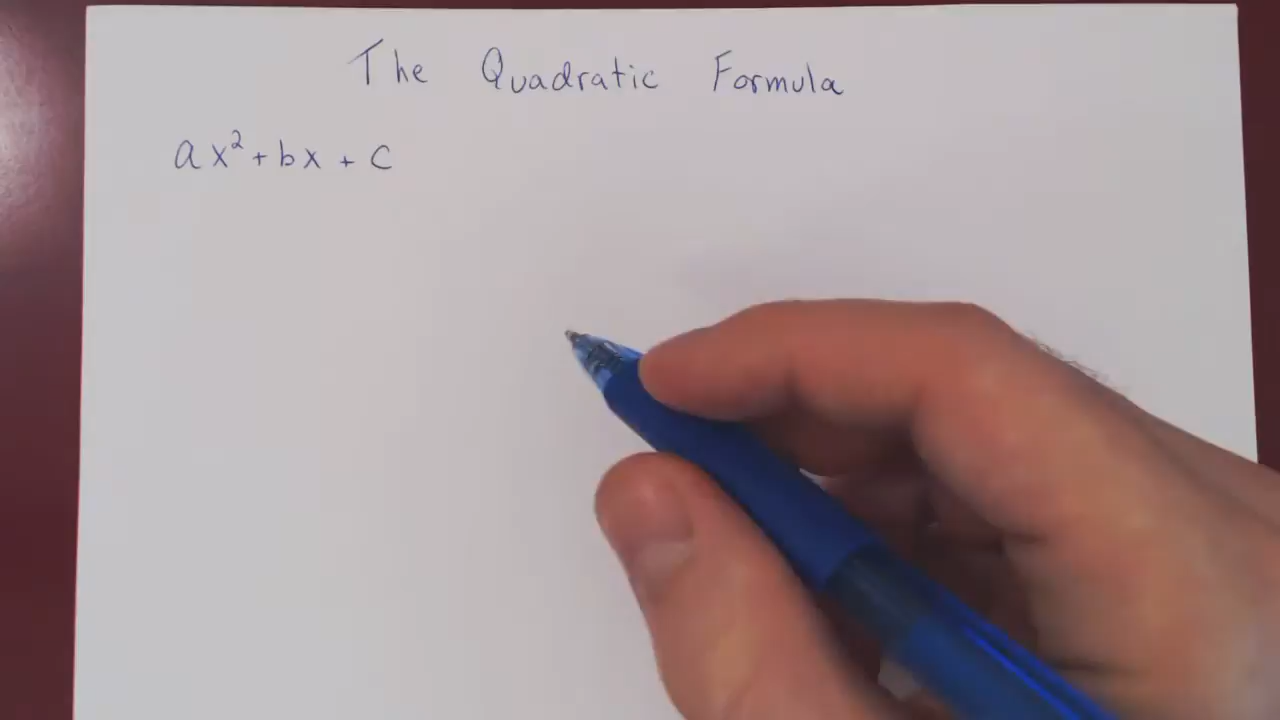 The Quadratic Formula
ax² + bx + c